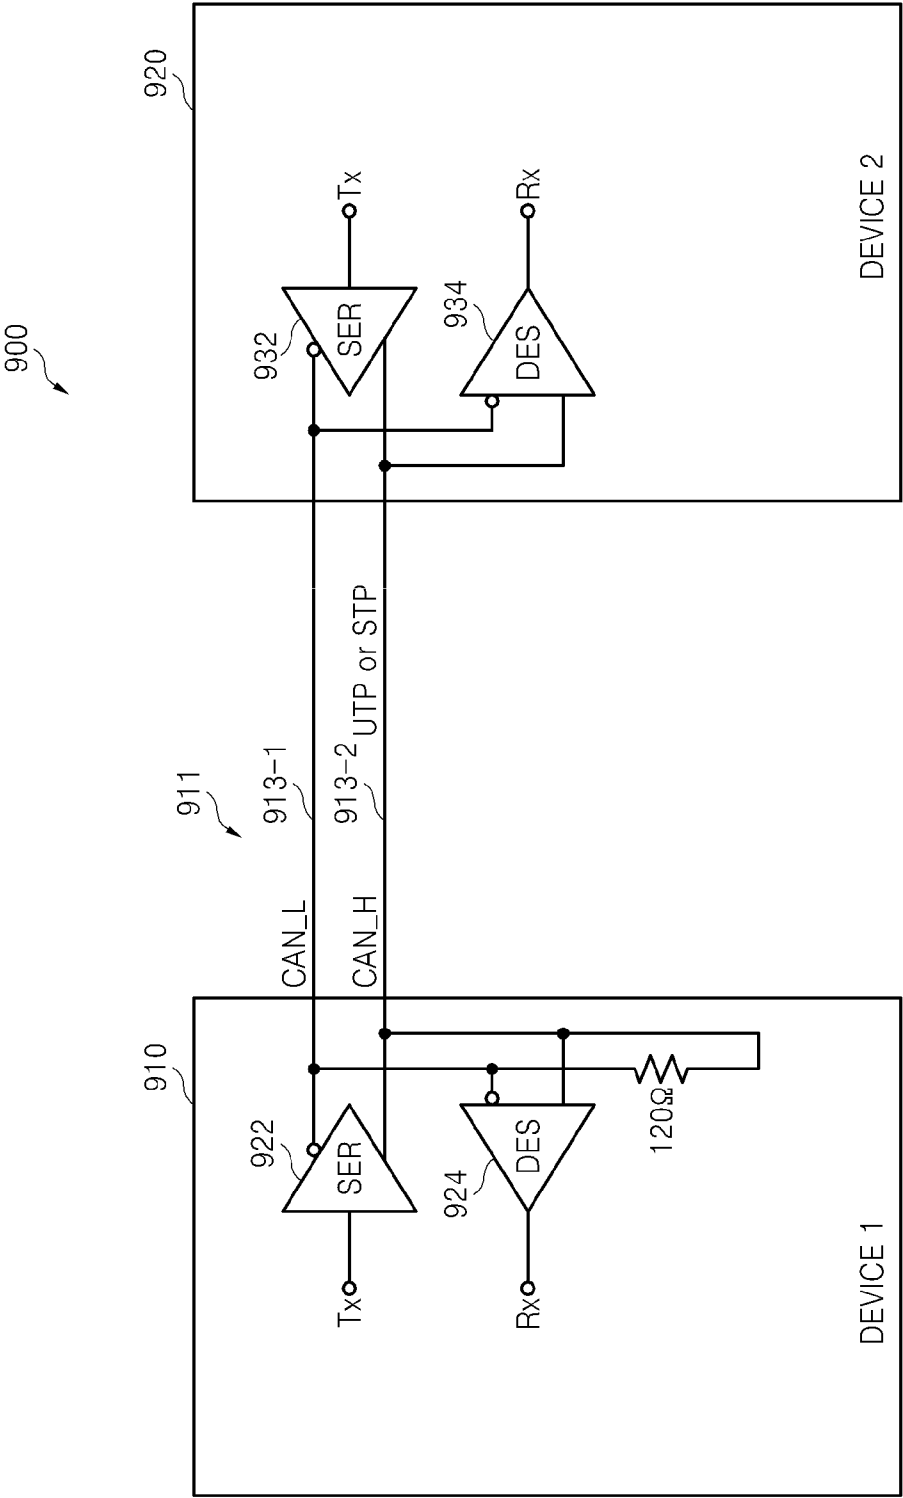 900
911
910
920
CAN_L
913-1
CAN_H
913-2
UTP or STP
922
SER
Tx
924
DES
Rx
120Ω
DEVICE 1
932
SER
Tx
934
DES
Rx
DEVICE 2